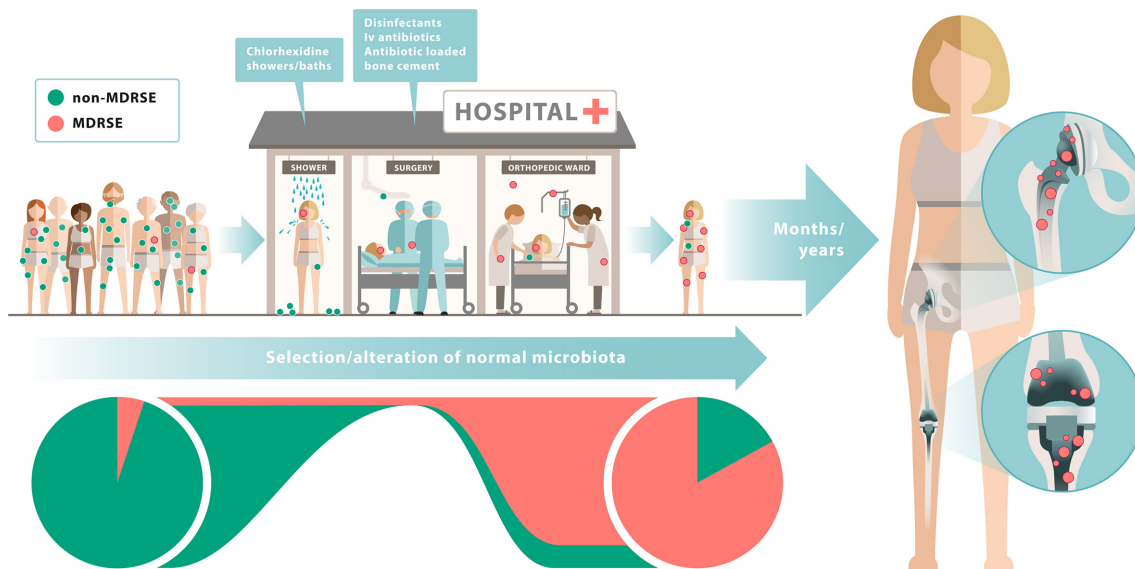 Disinfectants
Iv antibiotics
Antibiotic loaded
bone cement
Chlorhexidine
showers/baths
non-MDRSE
MDRSE
HOSPITAL
SHOWER
SURGERY
ORTHOPEDIC WARD
Months/
years
Selection/alteration of normal microbiota